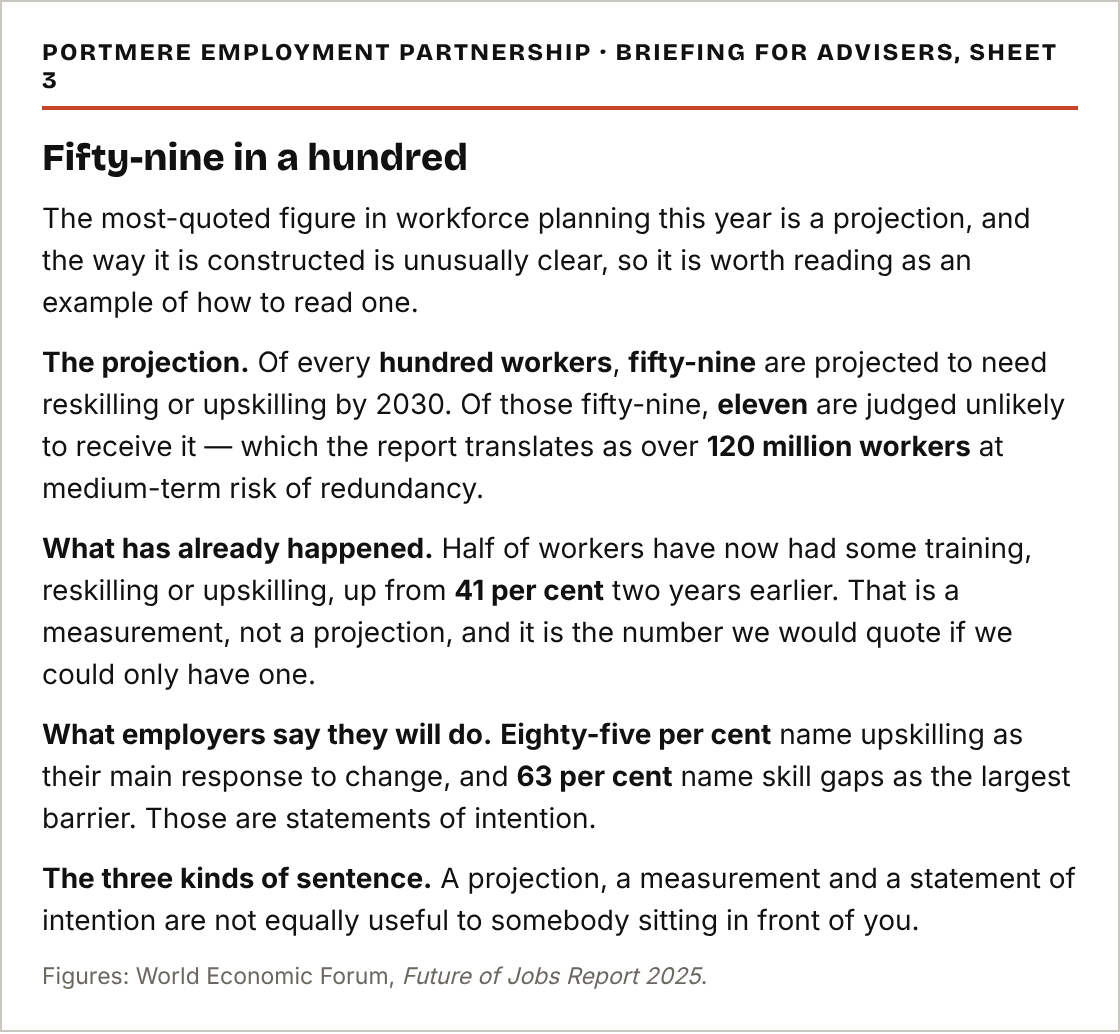 PORTMERE EMPLOYMENT PARTNERSHIP · BRIEFING FOR ADVISERS, SHEET
3
Fifty-nine in a hundred
The most-quoted figure in workforce planning this year is a projection, and
the way it is constructed is unusually clear, so it is worth reading as an
example of how to read one.
The projection. Of every hundred workers, fifty-nine are projected to need
reskilling or upskilling by 2030. Of those fifty-nine, eleven are judged unlikely
to receive it — which the report translates as over 120 million workers at
medium-term risk of redundancy.
What has already happened. Half of workers have now had some training,
reskilling or upskilling, up from 41 per cent two years earlier. That is a
measurement, not a projection, and it is the number we would quote if we
could only have one.
What employers say they will do. Eighty-five per cent name upskilling as
their main response to change, and 63 per cent name skill gaps as the largest
barrier. Those are statements of intention.
The three kinds of sentence. A projection, a measurement and a statement of
intention are not equally useful to somebody sitting in front of you.
Figures: World Economic Forum, Future of Jobs Report 2025.